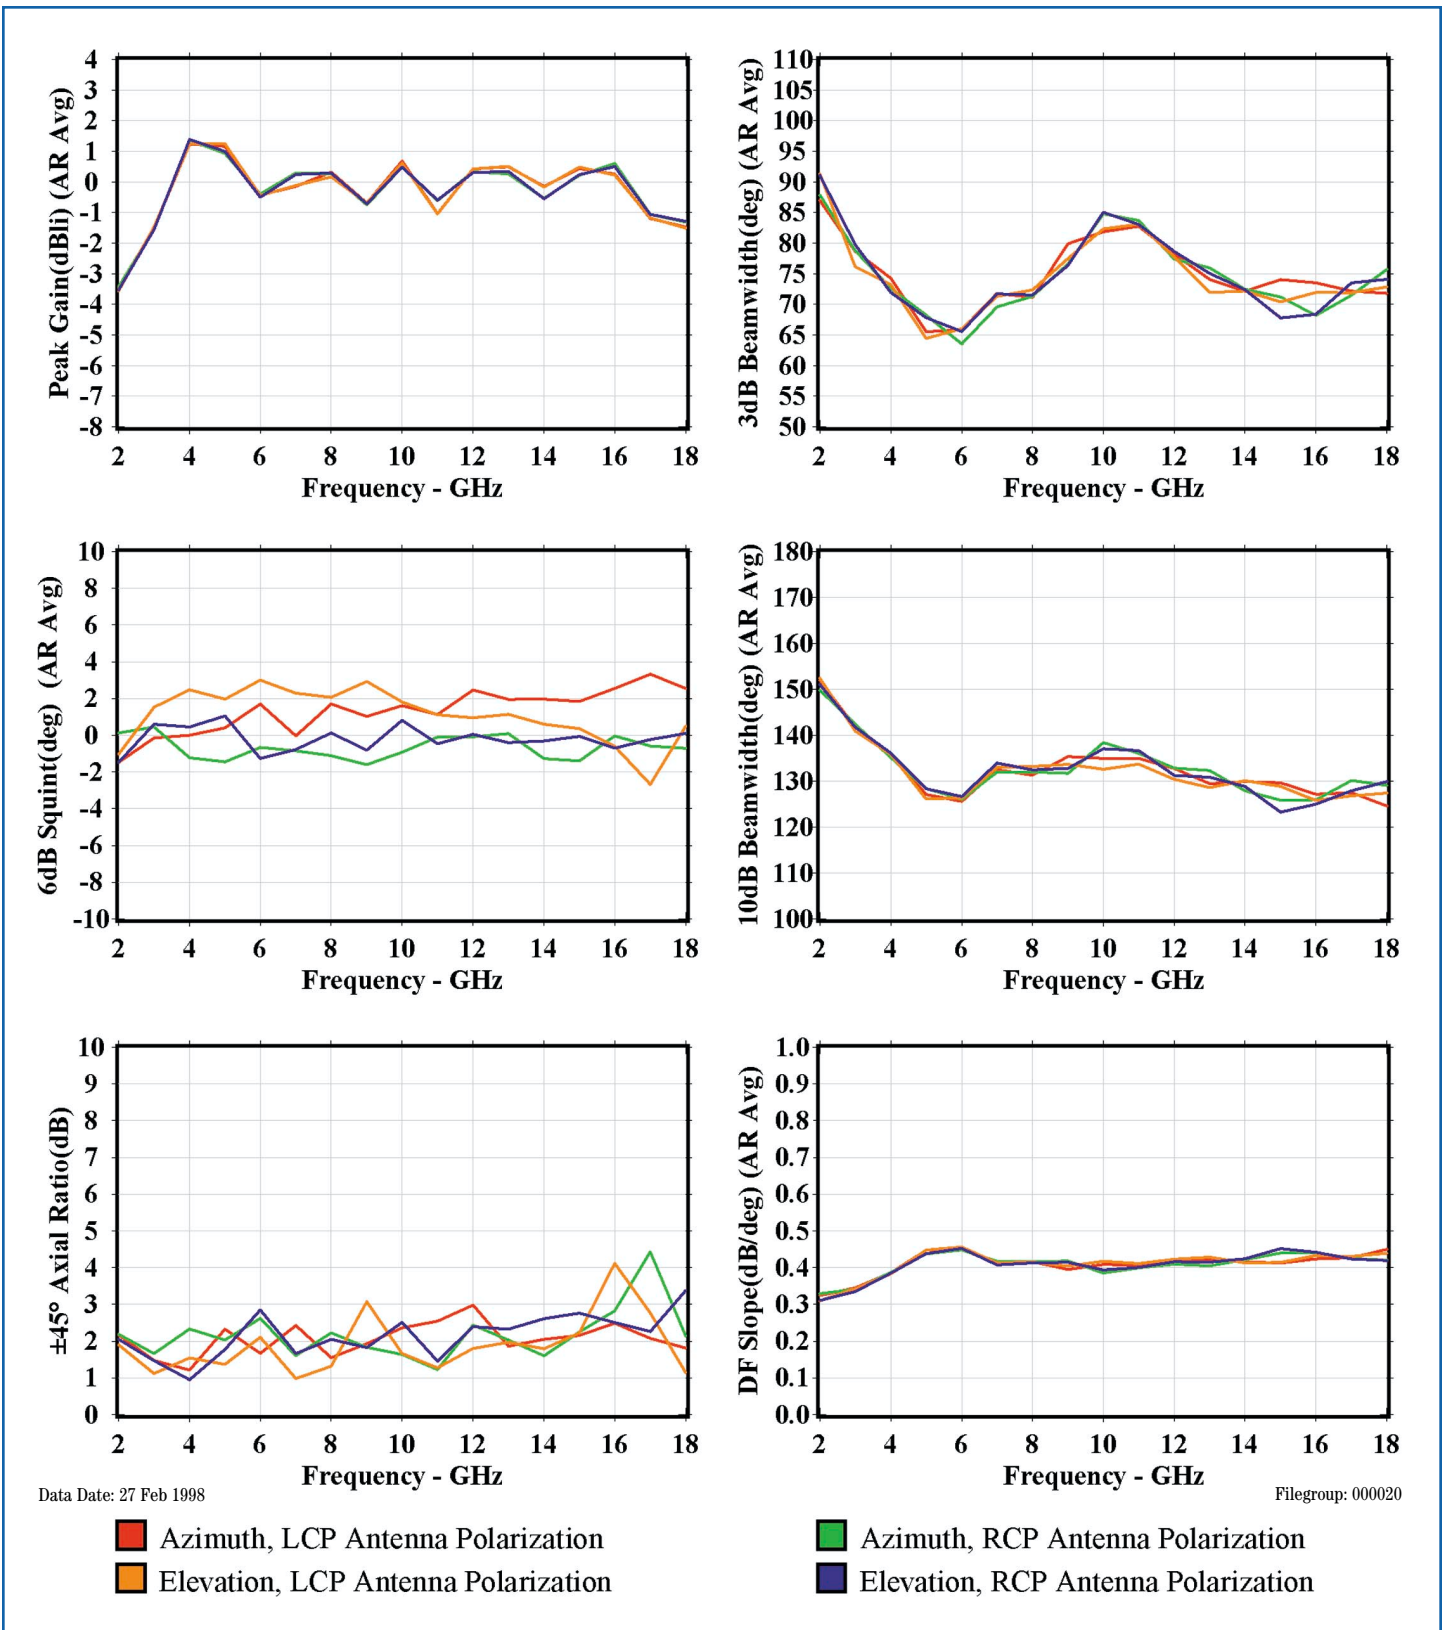 Peak Gain(dBli) (AR Avg)
4
3
2
1
0
-1
-2
-3
-4
-5
-6
-7
-8
2 4 6 8 10 12 14 16 18
Frequency - GHz
3dB Beamwidth(deg) (AR Avg)
110
105
100
95
90
85
80
75
70
65
60
55
50
2 4 6 8 10 12 14 16 18
Frequency - GHz
6dB Squint(deg) (AR Avg)
10
8
6
4
2
0
-2
-4
-6
-8
-10
2 4 6 8 10 12 14 16 18
Frequency - GHz
10dB Beamwidth(deg) (AR Avg)
180
170
160
150
140
130
120
110
100
2 4 6 8 10 12 14 16 18
Frequency - GHz
±45° Axial Ratio(dB)
10
9
8
7
6
5
4
3
2
1
0
2 4 6 8 10 12 14 16 18
Frequency - GHz
DF Slope(dB/deg) (AR Avg)
1.0
0.9
0.8
0.7
0.6
0.5
0.4
0.3
0.2
0.1
0.0
2 4 6 8 10 12 14 16 18
Frequency - GHz
Data Date: 27 Feb 1998
Filegroup: 000020
Azimuth, LCP Antenna Polarization
Elevation, LCP Antenna Polarization
Azimuth, RCP Antenna Polarization
Elevation, RCP Antenna Polarization